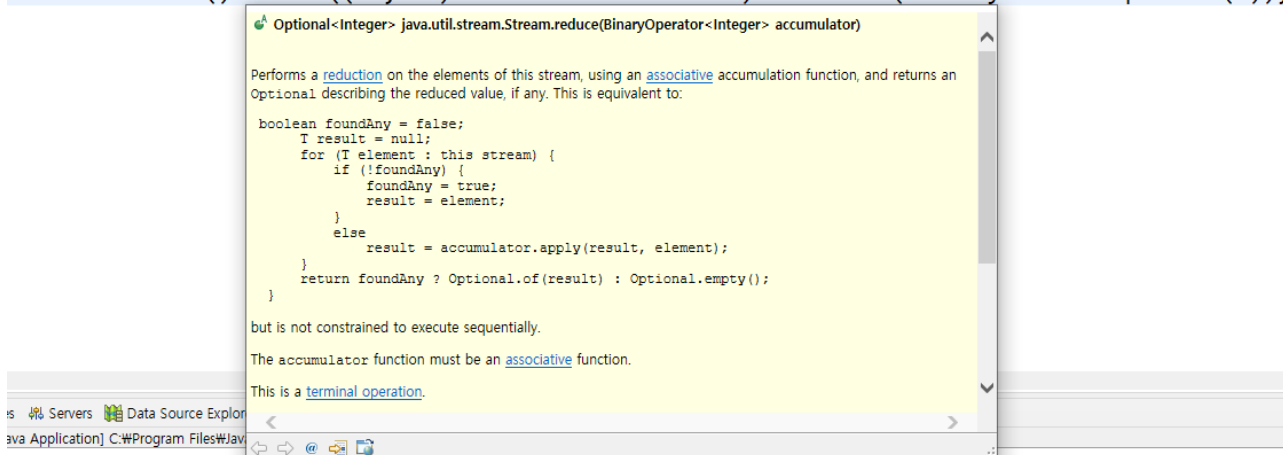 Optional<Integer> java.util.stream.Stream.reduce(BinaryOperator<Integer> accumulator)
Performs a reduction on the elements of this stream, using an associative accumulation function, and returns an
Optional describing the reduced value, if any. This is equivalent to:
boolean foundAny = false;
T result = null;
for (T element : this stream) {
if (!foundAny) {
foundAny = true;
result = element;
}
else
result = accumulator.apply(result, element);
}
return foundAny ? Optional.of(result) : Optional.empty();
}
but is not constrained to execute sequentially.
The accumulator function must be an associative function.
This is a terminal operation.
es Servers Data Source Explor
ava Application] C:₩Program Files₩Jav
@